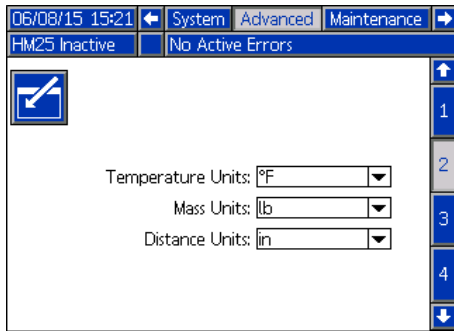 06/08/15 15:21 System Advanced Maintenance
HM25 Inactive No Active Errors
1
Temperature Units: °F
2
Mass Units: lb
3
Distance Units: in
4